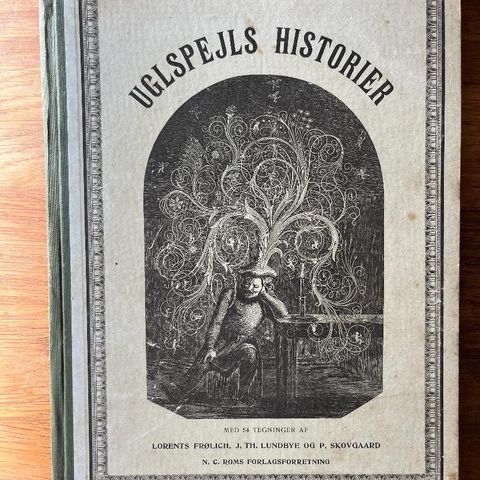 UGLSPEJLS HISTORIER
MED 54 TEGNINGER AF
LORENTS FRØLICH, J. TH. LUNDBYE OG P. SKOVGAARD
N. C. ROMS FORLAGSFORRETNING